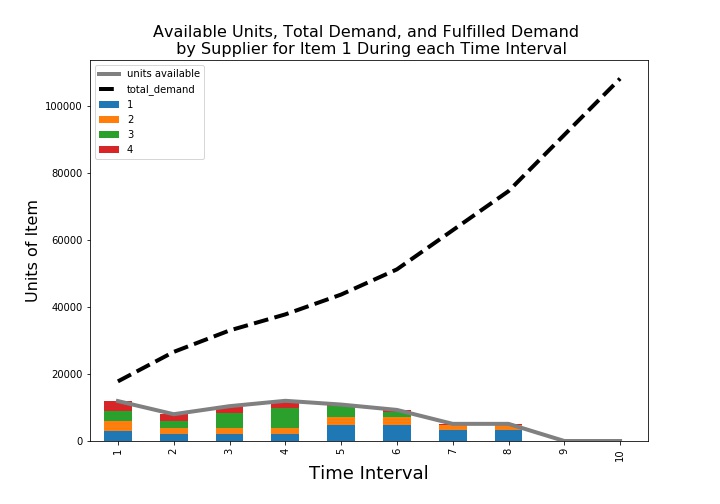 Available Units, Total Demand, and Fulfilled Demand
by Supplier for Item 1 During each Time Interval
units available
total_demand
1
2
3
4
100000
80000
60000
40000
20000
0
Units of Item
1 2 3 4 5 6 7 8 9 10
Time Interval